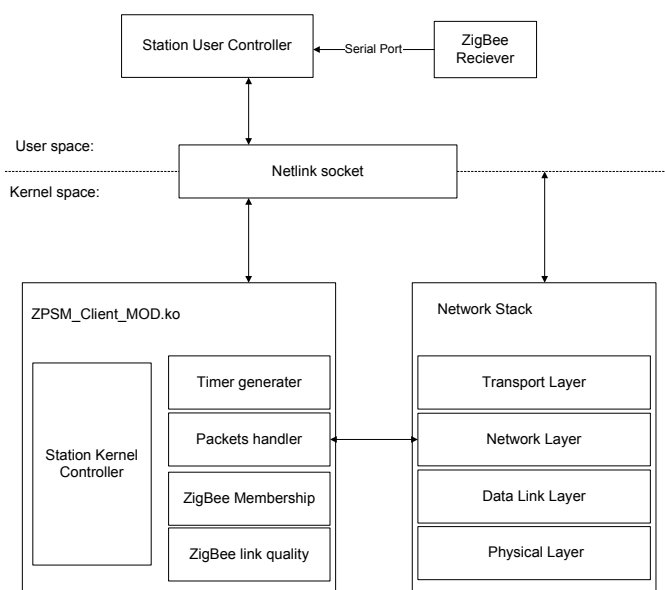 Station User Controller
Serial Port
ZigBee
Reciever
User space:
Netlink socket
Kernel space:
ZPSM_Client_MOD.ko
Network Stack
Timer generater
Transport Layer
Packets handler
Network Layer
Station Kernel
Controller
ZigBee Membership
Data Link Layer
ZigBee link quality
Physical Layer